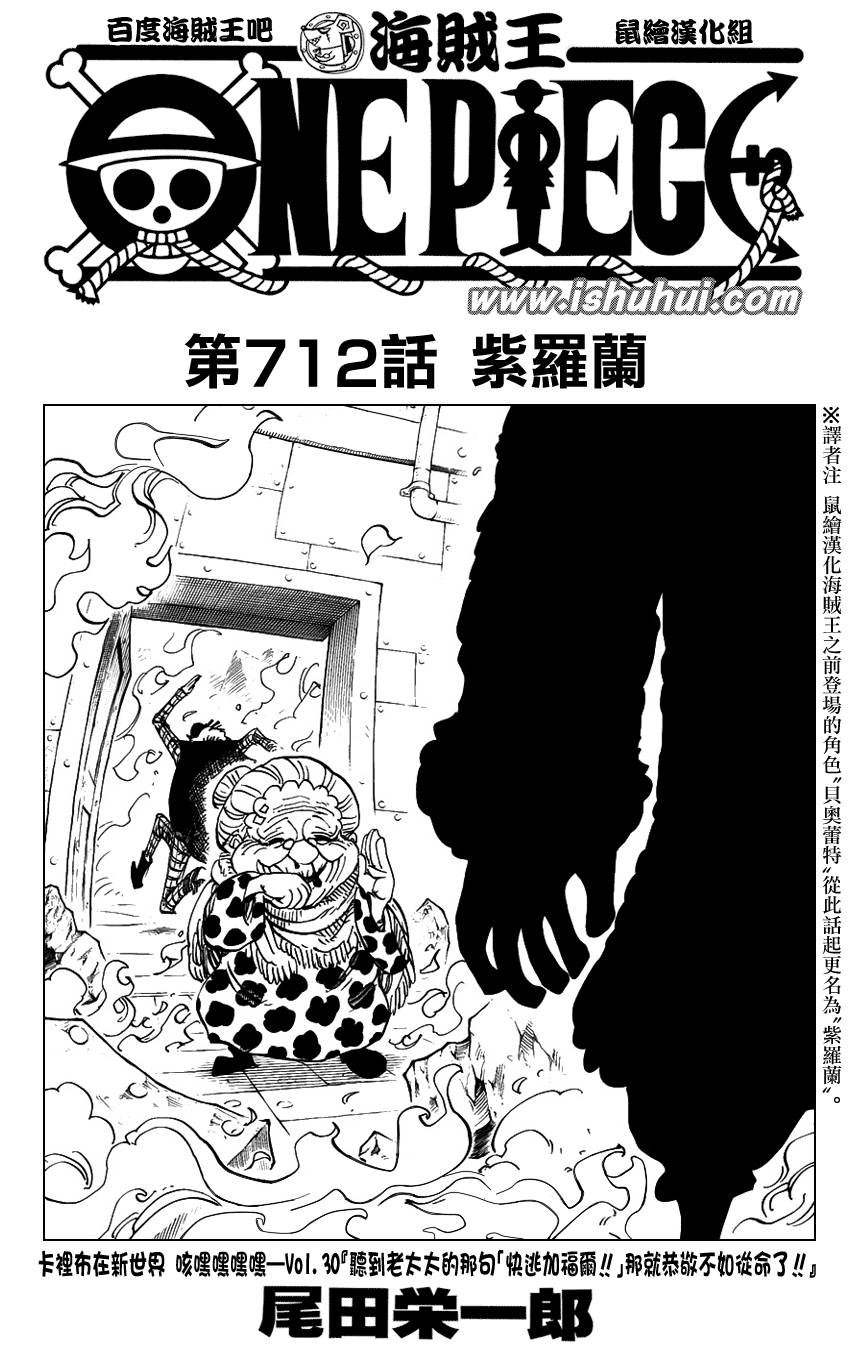 百度海賊王吧
海賊王
鼠繪漢化組
ONE PIECE
www.ishuhui.com
第712話 紫羅蘭
※譯者注 鼠繪漢化海賊王之前登場的角色"貝奧蕾特"從此話起更名為"紫羅蘭"。
卡裡布在新世界 咳嘿嘿嘿嘿—Vol.30『聽到老太太的那句「快逃加福爾!!」那就恭敬不如從命了!!』
尾田栄一郎